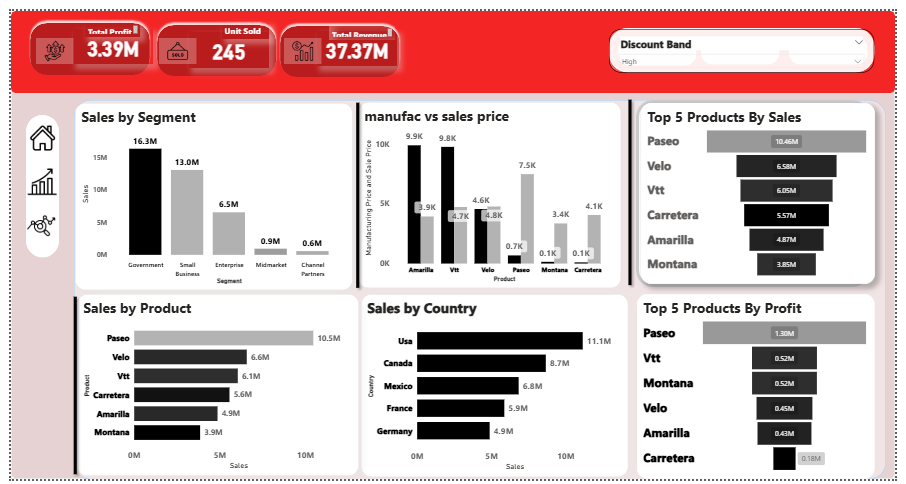 Total Profit
3.39M
Unit Sold
245
SOLD
Total Revenue
37.37M
Discount Band
High
Sales by Segment
Sales
15M
10M
5M
0M
16.3M
13.0M
6.5M
0.9M
0.6M
Government
Small Business
Enterprise
Midmarket
Channel Partners
Segment
manufac vs sales price
Manufacturing Price and Sale Price
10K
5K
0K
9.9K
3.9K
9.8K
4.7K
4.6K
4.8K
0.7K
7.5K
0.1K
3.4K
0.1K
4.1K
Amarilla
Vtt
Velo
Paseo
Montana
Carretera
Product
Top 5 Products By Sales
Paseo 10.46M
Velo 6.58M
Vtt 6.05M
Carretera 5.57M
Amarilla 4.87M
Montana 3.85M
Sales by Product
Product
Paseo 10.5M
Velo 6.6M
Vtt 6.1M
Carretera 5.6M
Amarilla 4.9M
Montana 3.9M
0M 5M 10M
Sales
Sales by Country
Country
Usa 11.1M
Canada 8.7M
Mexico 6.8M
France 5.9M
Germany 4.9M
0M 5M 10M
Sales
Top 5 Products By Profit
Paseo 1.30M
Vtt 0.52M
Montana 0.52M
Velo 0.45M
Amarilla 0.43M
Carretera 0.18M